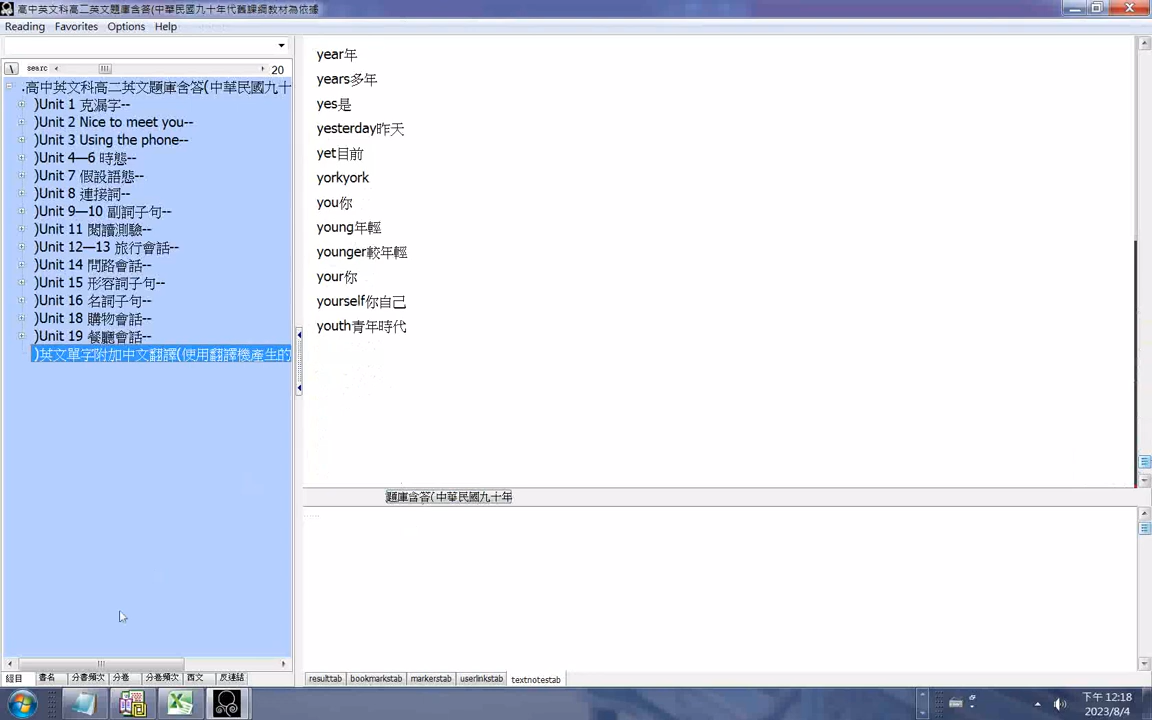 高中英文科高二英文題庫含答(中華民國九十年代舊課綱教材為依據
Reading Favorites Options Help
\ searc 20
.高中英文科高二英文題庫含答(中華民國九十
)Unit 1 克漏字--
)Unit 2 Nice to meet you--
)Unit 3 Using the phone--
)Unit 4—6 時態--
)Unit 7 假設語態--
)Unit 8 連接詞--
)Unit 9—10 副詞子句--
)Unit 11 閱讀測驗--
)Unit 12—13 旅行會話--
)Unit 14 問路會話--
)Unit 15 形容詞子句--
)Unit 16 名詞子句--
)Unit 18 購物會話--
)Unit 19 餐廳會話--
)英文單字附加中文翻譯(使用翻譯機產生的
經目 書名 分書頻次 分卷 分卷頻次 西文 反連結
year年
years多年
yes是
yesterday昨天
yet目前
yorkyork
you你
young年輕
younger較年輕
your你
yourself你自己
youth青年時代
題庫含答(中華民國九十年
resulttab bookmarkstab markerstab userlinkstab textnotestab
下午 12:18
2023/8/4